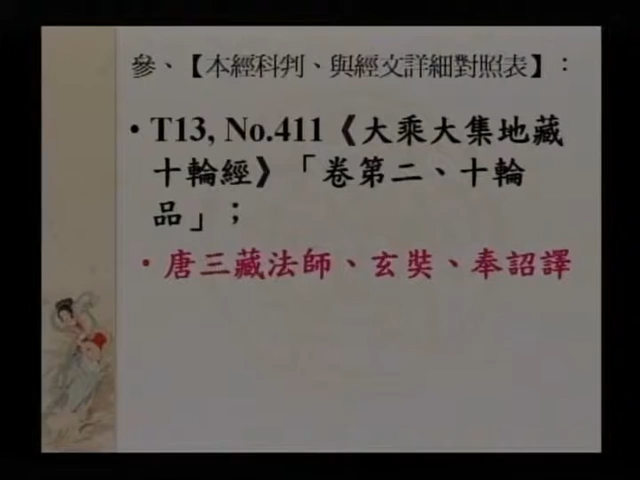 參、【本經科判、與經文詳細對照表】：
• T13, No.411《大乘大集地藏
十輪經》「卷第二、十輪
品」；
• 唐三藏法師、玄奘、奉詔譯